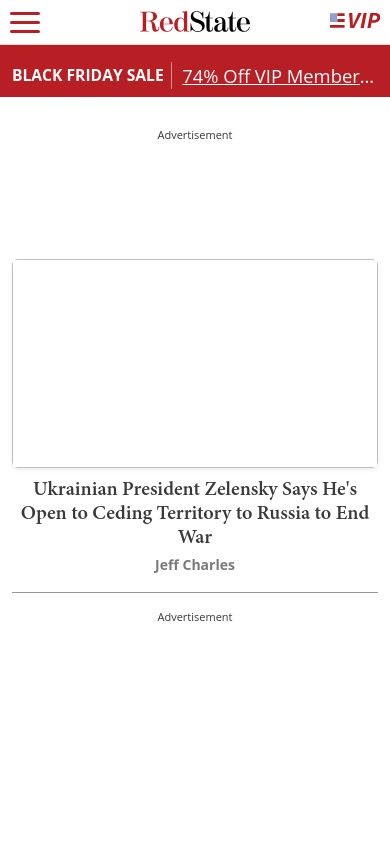 RedState
VIP
BLACK FRIDAY SALE
74% Off VIP Member...
Advertisement
Ukrainian President Zelensky Says He's
Open to Ceding Territory to Russia to End
War
Jeff Charles
Advertisement